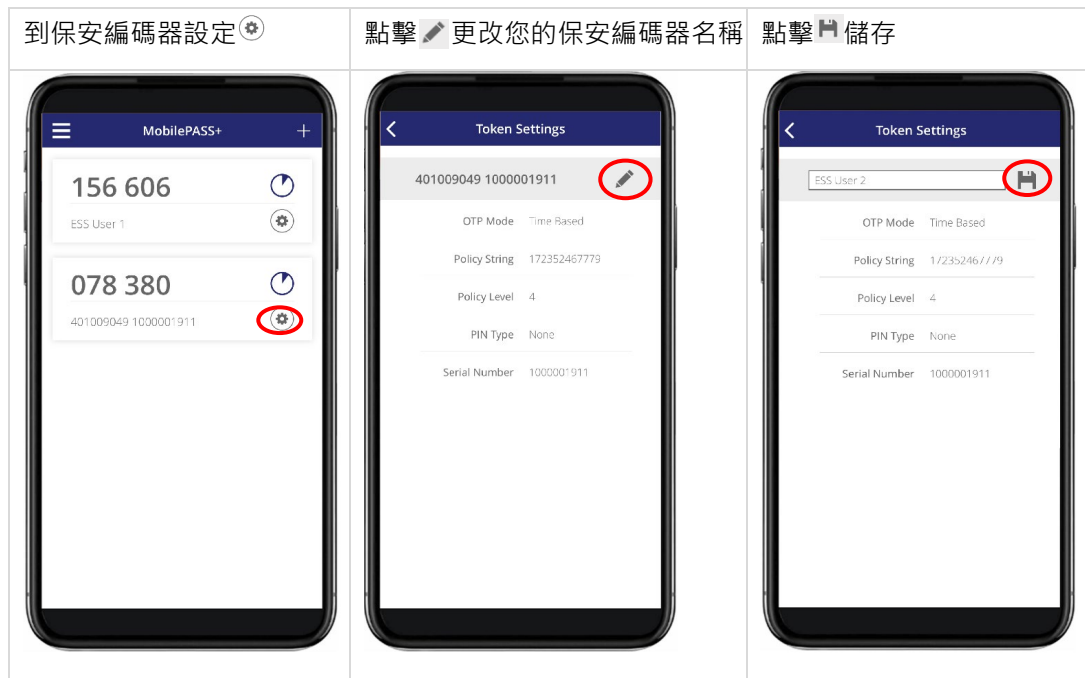 到保安編碼器設定
點擊 更改您的保安編碼器名稱
點擊 儲存
MobilePASS+
156 606
ESS User 1
078 380
401009049 1000001911
Token Settings
401009049 1000001911
OTP Mode Time Based
Policy String 172352467779
Policy Level 4
PIN Type None
Serial Number 1000001911
Token Settings
ESS User 2
OTP Mode Time Based
Policy String 172352467779
Policy Level 4
PIN Type None
Serial Number 1000001911